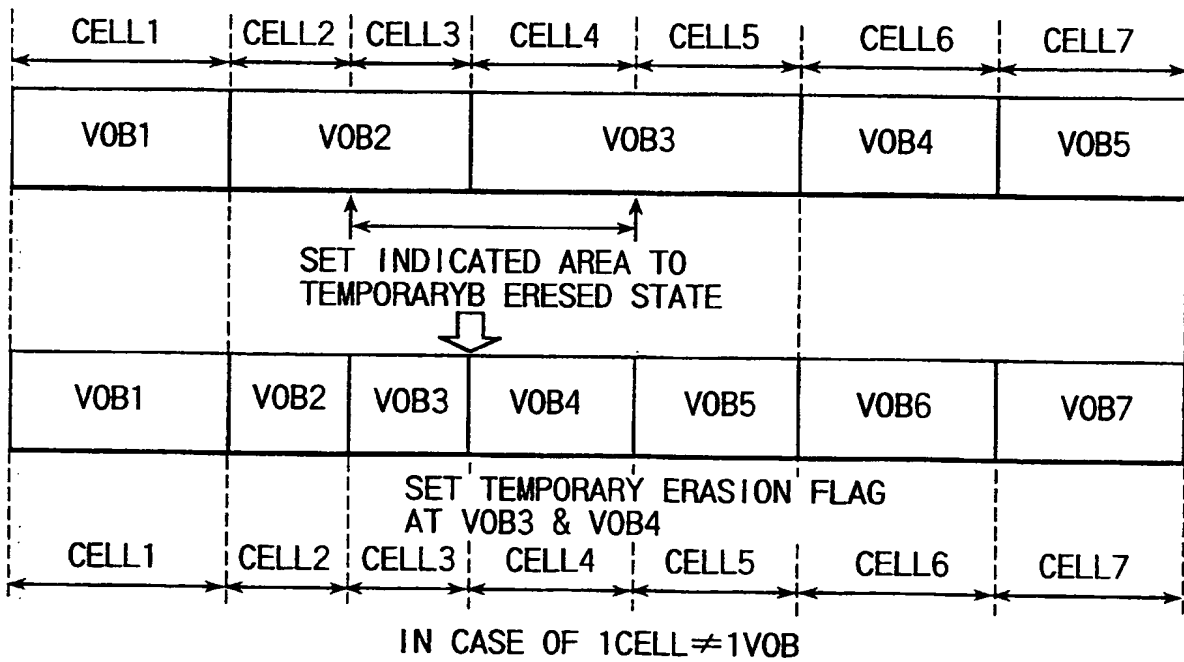 CELL1 CELL2 CELL3 CELL4 CELL5 CELL6 CELL7
VOB1 VOB2 VOB3 VOB4 VOB5
SET INDICATED AREA TO
TEMPORARYB ERESED STATE
VOB1 VOB2 VOB3 VOB4 VOB5 VOB6 VOB7
SET TEMPORARY ERASION FLAG
AT VOB3 & VOB4
CELL1 CELL2 CELL3 CELL4 CELL5 CELL6 CELL7
IN CASE OF 1CELL≠1VOB